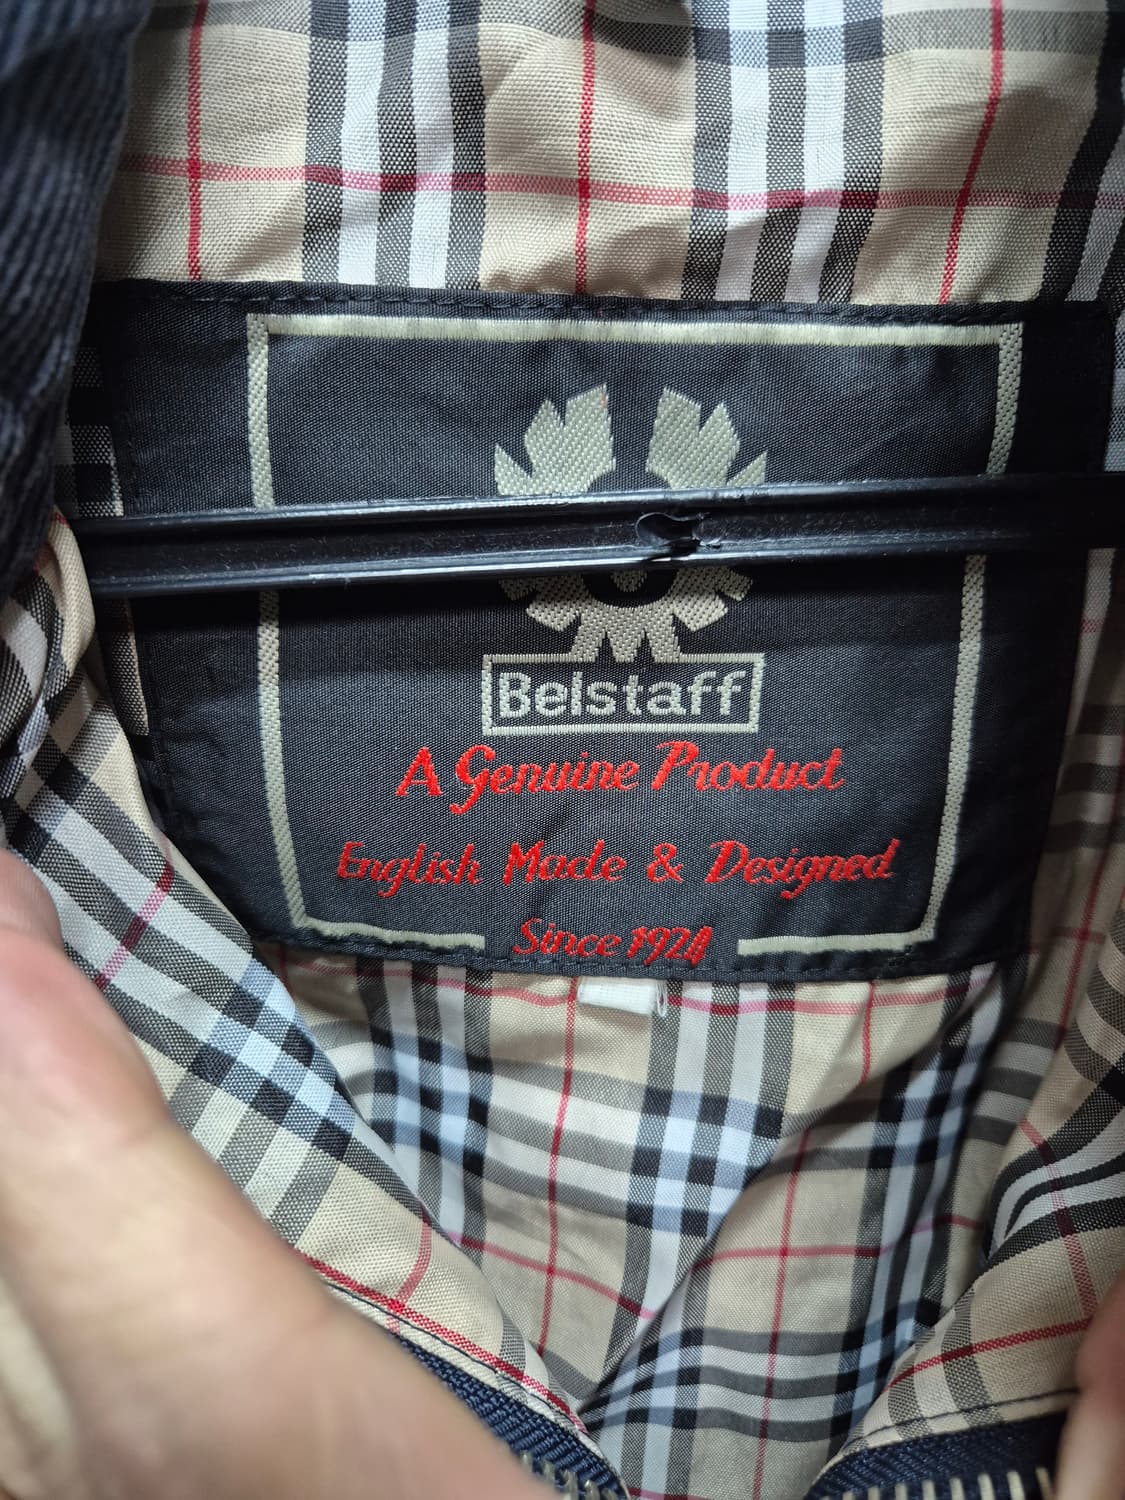 Belstaff
A Genuine Product
English Made & Designed
Since 1924